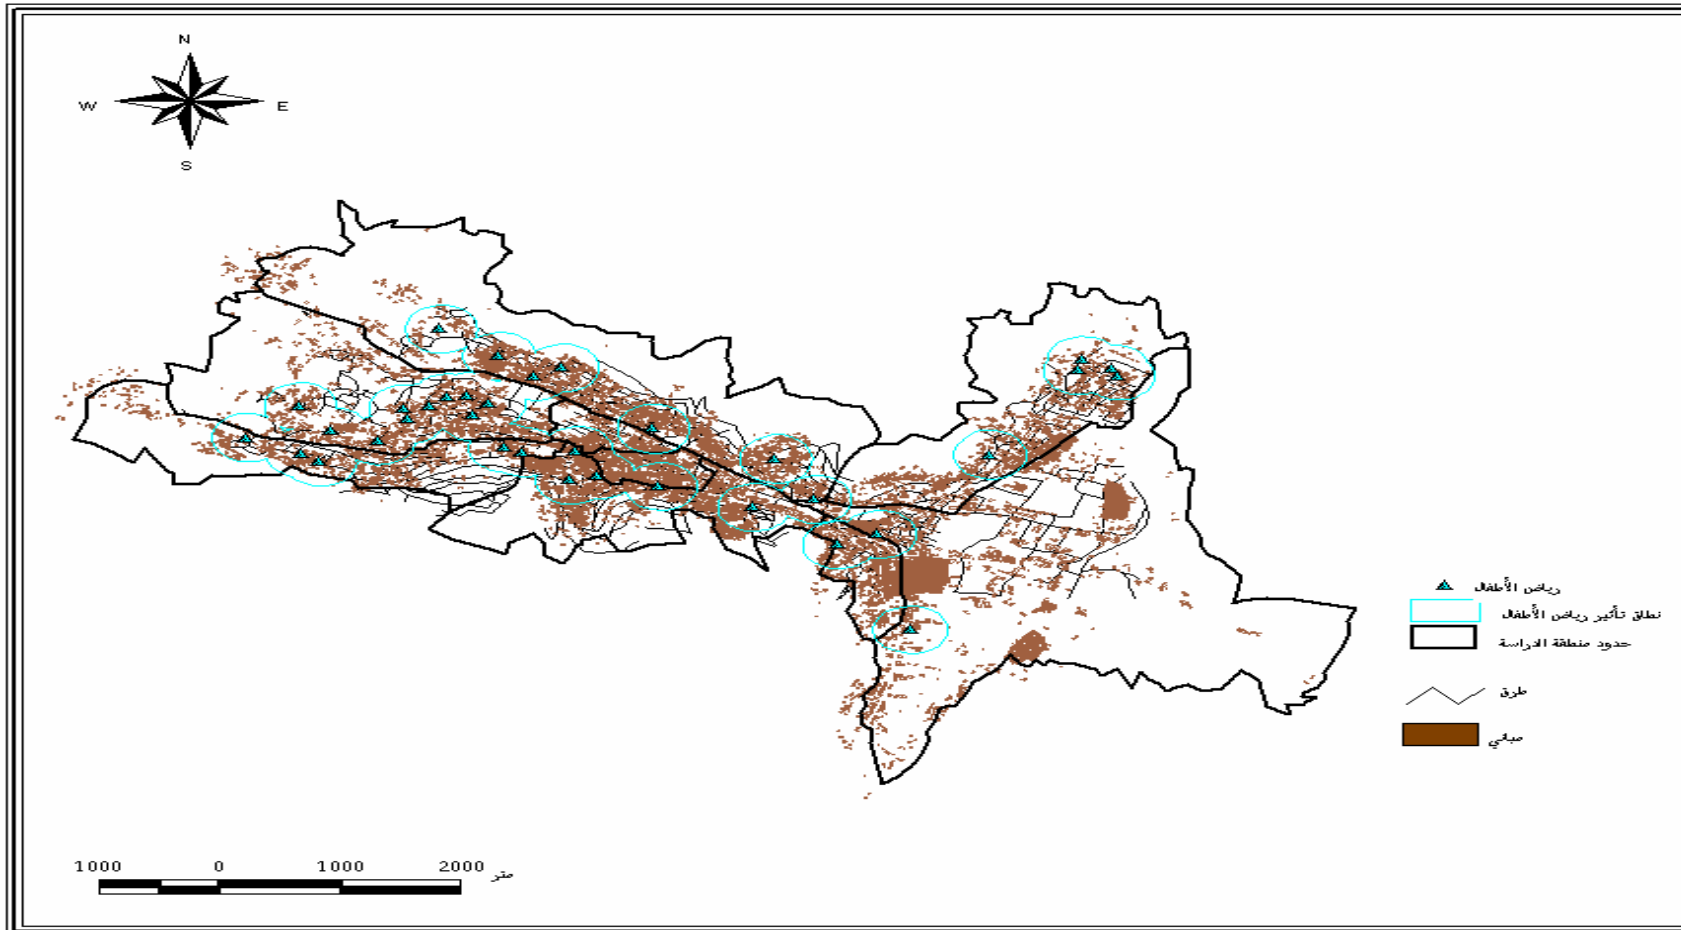 N
W E
S
رياض الأطفال
نطاق تأثير رياض الأطفال
حدود منطقة الدراسة
طرق
مباني
1000 0 1000 2000 متر